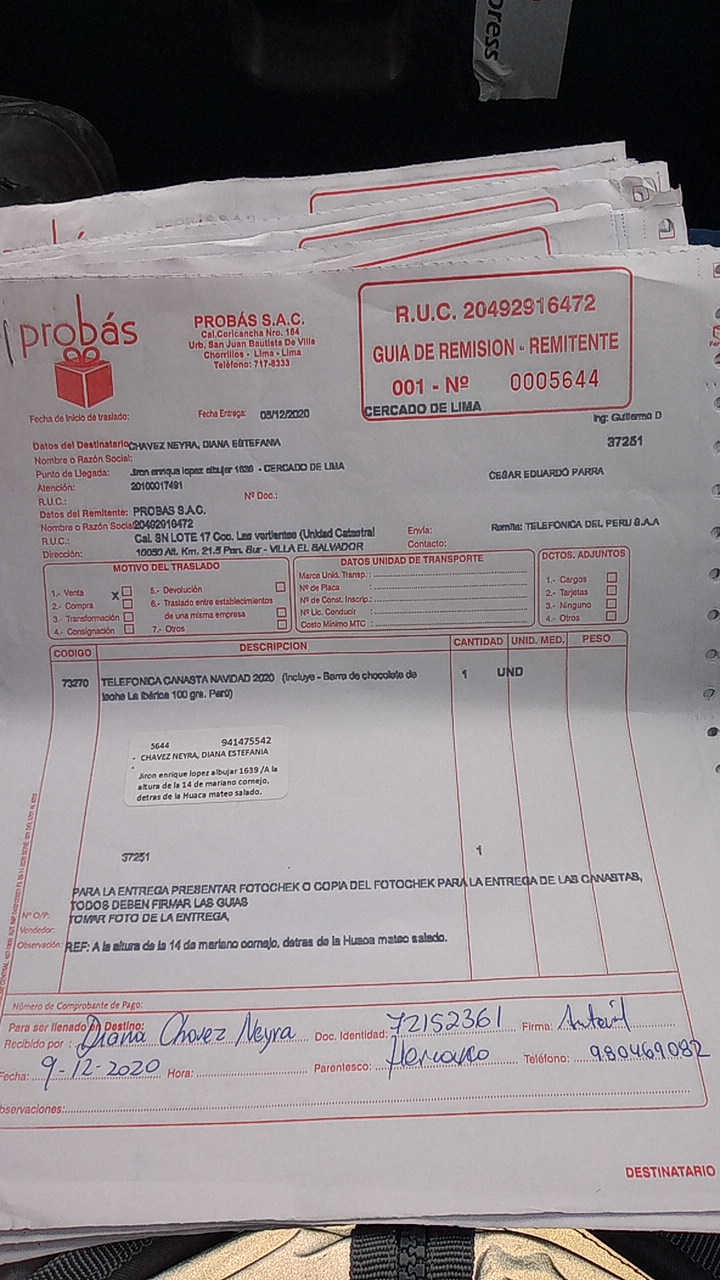 press
probás
PROBÁS S.A.C.
Cal.Coricancha Nro. 184
Urb. San Juan Bautista De Villa
Chorrillos - Lima - Lima
Teléfono: 717-8333
R.U.C. 20492916472
GUIA DE REMISION - REMITENTE
001 - Nº 0005644
Fecha de Inicio de traslado:
Fecha Entrega: 05/12/2020
CERCADO DE LIMA
Ing: Guillermo D
37251
Datos del Destinatario: CHAVEZ NEYRA, DIANA ESTEFANIA
Nombre o Razón Social:
Punto de Llegada: Jiron enrique lopez albujar 1639 - CERCADO DE LIMA
CESAR EDUARDO PARRA
Atención: 20100017491
R.U.C.: Nº Doc.:
Datos del Remitente: PROBAS S.A.C.
Nombre o Razón Social: 20492916472
Envía: Remite: TELEFONICA DEL PERU S.A.A
R.U.C.: Cal. SN LOTE 17 Coo. Las vertientes (Unidad Catastral
Contacto:
Dirección: 10050 Alt. Km. 21.5 Pan. Sur - VILLA EL SALVADOR
MOTIVO DEL TRASLADO
1.- Venta X
2.- Compra
3.- Transformación
4.- Consignación
5.- Devolución
6.- Traslado entre establecimientos
de una misma empresa
7.- Otros
DATOS UNIDAD DE TRANSPORTE
Marca Unid. Transp.:
Nº de Placa :
Nº de Const. Inscrip.:
Nº Lic. Conducir :
Costo Mínimo MTC :
DCTOS. ADJUNTOS
1.- Cargos
2.- Tarjetas
3.- Ninguno
4.- Otros
CODIGO DESCRIPCION CANTIDAD UNID. MED. PESO
73270 TELEFONICA CANASTA NAVIDAD 2020 (Incluye - Barra de chocolate de 1 UND
leche La Ibérica 100 grs. Perú)
5644 941475542
- CHAVEZ NEYRA, DIANA ESTEFANIA
Jiron enrique lopez albujar 1639 /A la
altura de la 14 de mariano cornejo,
detras de la Huaca mateo salado.
37251 1
PARA LA ENTREGA PRESENTAR FOTOCHEK O COPIA DEL FOTOCHEK PARA LA ENTREGA DE LAS CANASTAS,
TODOS DEBEN FIRMAR LAS GUIAS
Nº O/P: TOMAR FOTO DE LA ENTREGA,
Vendedor:
Observación: REF: A la altura de la 14 de mariano cornejo, detras de la Huaca mateo salado.
Número de Comprobante de Pago:
Para ser llenado en Destino:
Recibido por : Diana Chavez Neyra Doc. Identidad: 72152361 Firma:
Fecha: 9-12-2020 Hora: Parentesco: Hermano Teléfono: 980469082
Observaciones:
DESTINATARIO